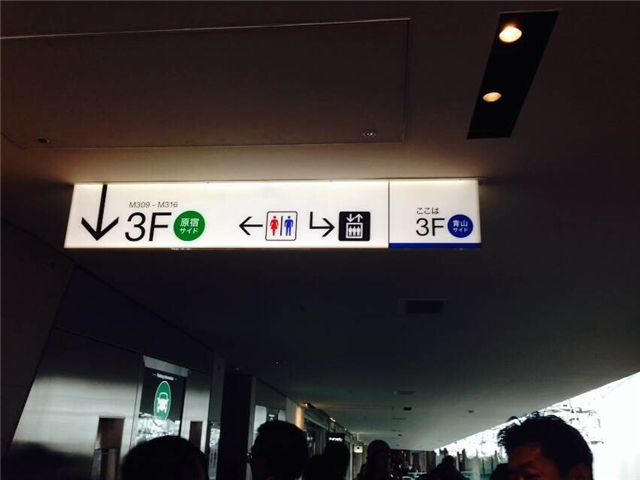 M309 - M316
3F
原宿
サイド
ここは
3F
青山
サイド